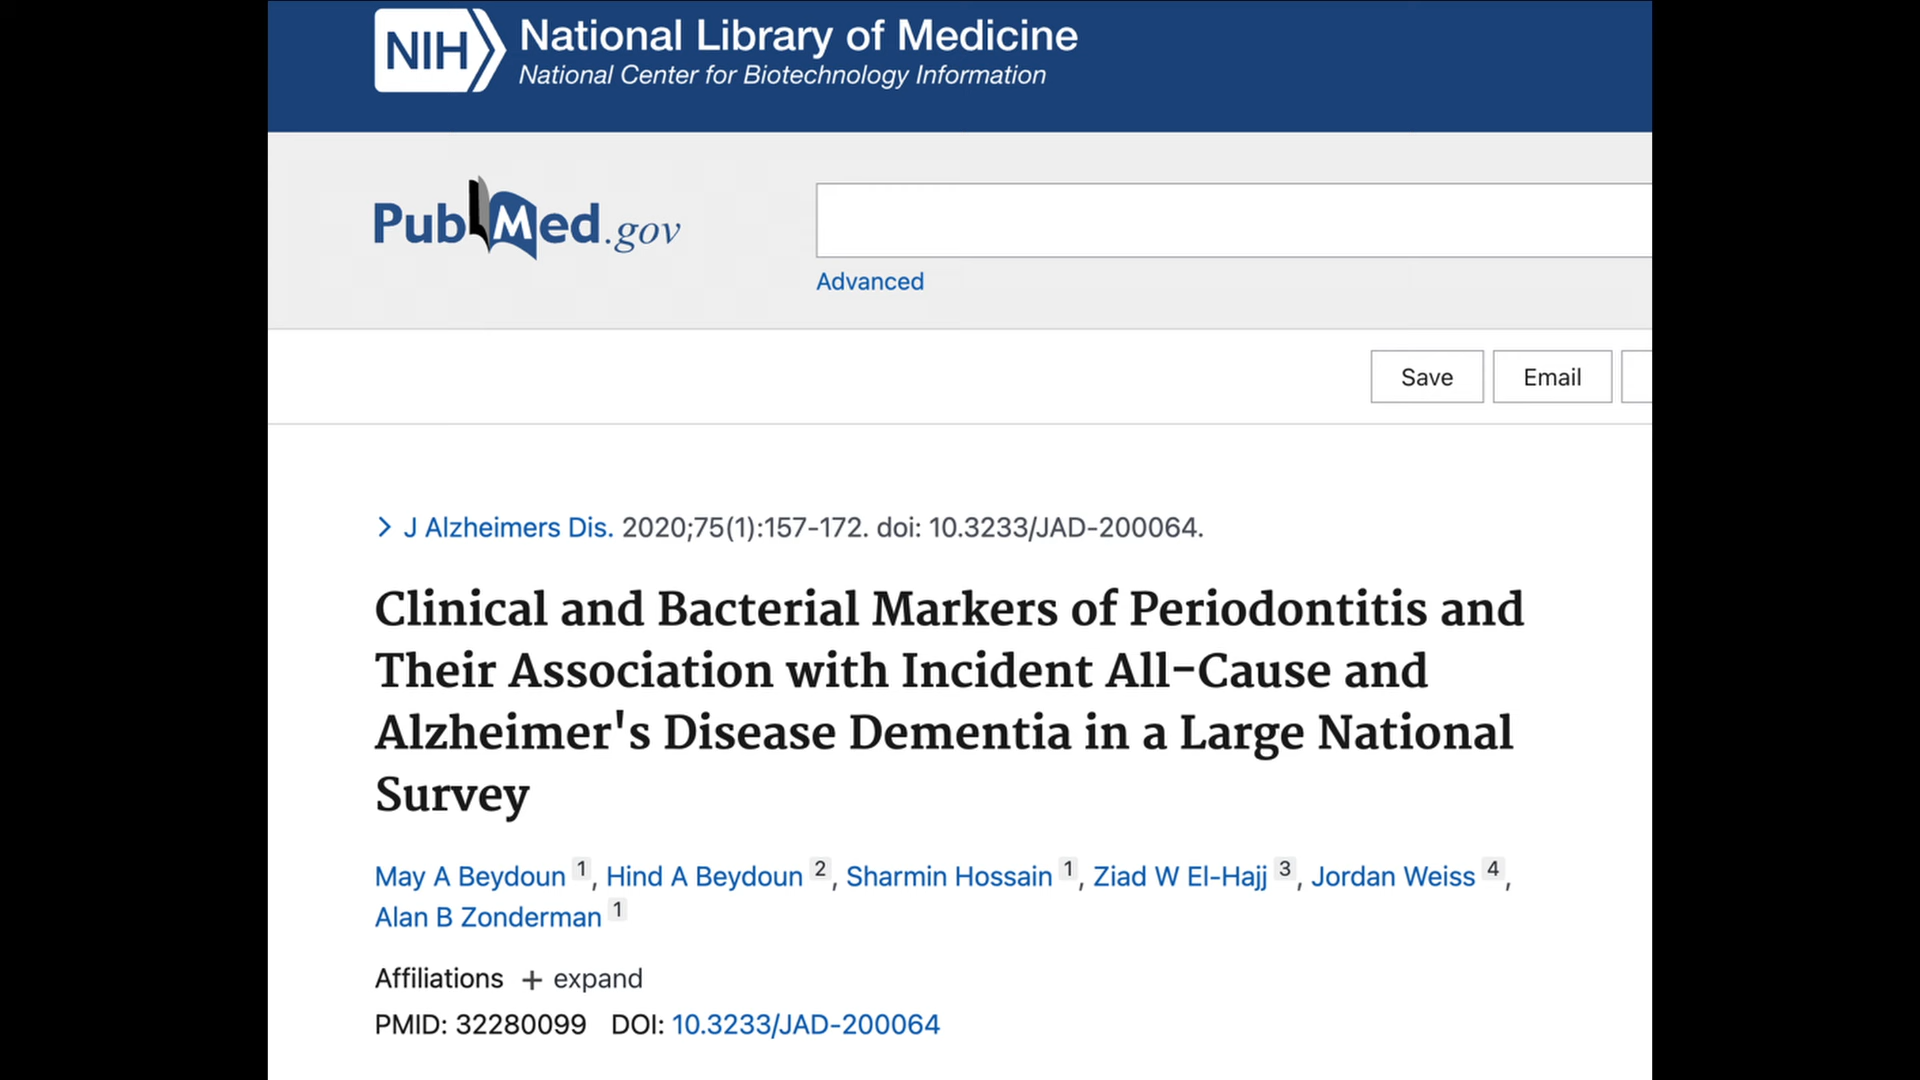 NIH National Library of Medicine
National Center for Biotechnology Information
PubMed.gov
Advanced
Save Email
> J Alzheimers Dis. 2020;75(1):157-172. doi: 10.3233/JAD-200064.
Clinical and Bacterial Markers of Periodontitis and
Their Association with Incident All-Cause and
Alzheimer's Disease Dementia in a Large National
Survey
May A Beydoun 1, Hind A Beydoun 2, Sharmin Hossain 1, Ziad W El-Hajj 3, Jordan Weiss 4,
Alan B Zonderman 1
Affiliations + expand
PMID: 32280099 DOI: 10.3233/JAD-200064